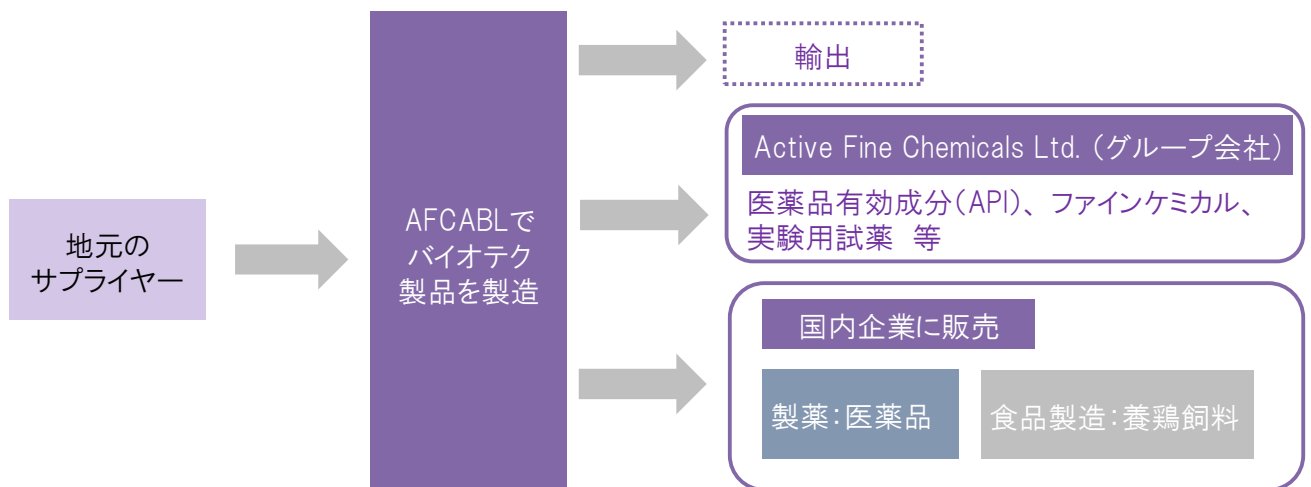 地元の
サプライヤー
AFCABLで
バイオテク
製品を製造
輸出
Active Fine Chemicals Ltd.（グループ会社）
医薬品有効成分（API）、ファインケミカル、
実験用試薬　等
国内企業に販売
製薬：医薬品
食品製造：養鶏飼料